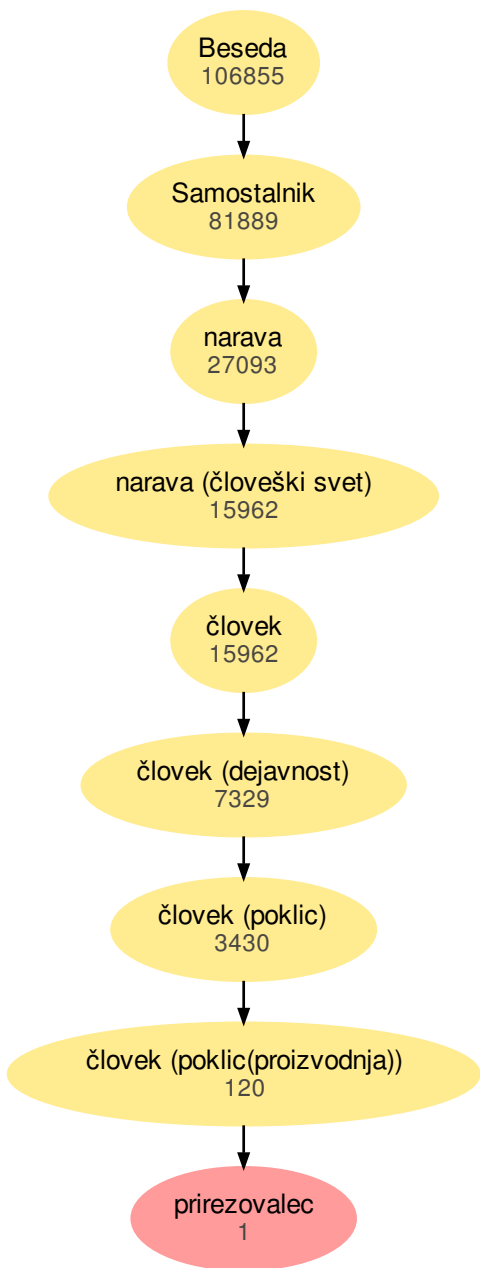 Beseda
106855
Samostalnik
81889
narava
27093
narava (človeški svet)
15962
človek
15962
človek (dejavnost)
7329
človek (poklic)
3430
človek (poklic(proizvodnja))
120
prirezovalec
1